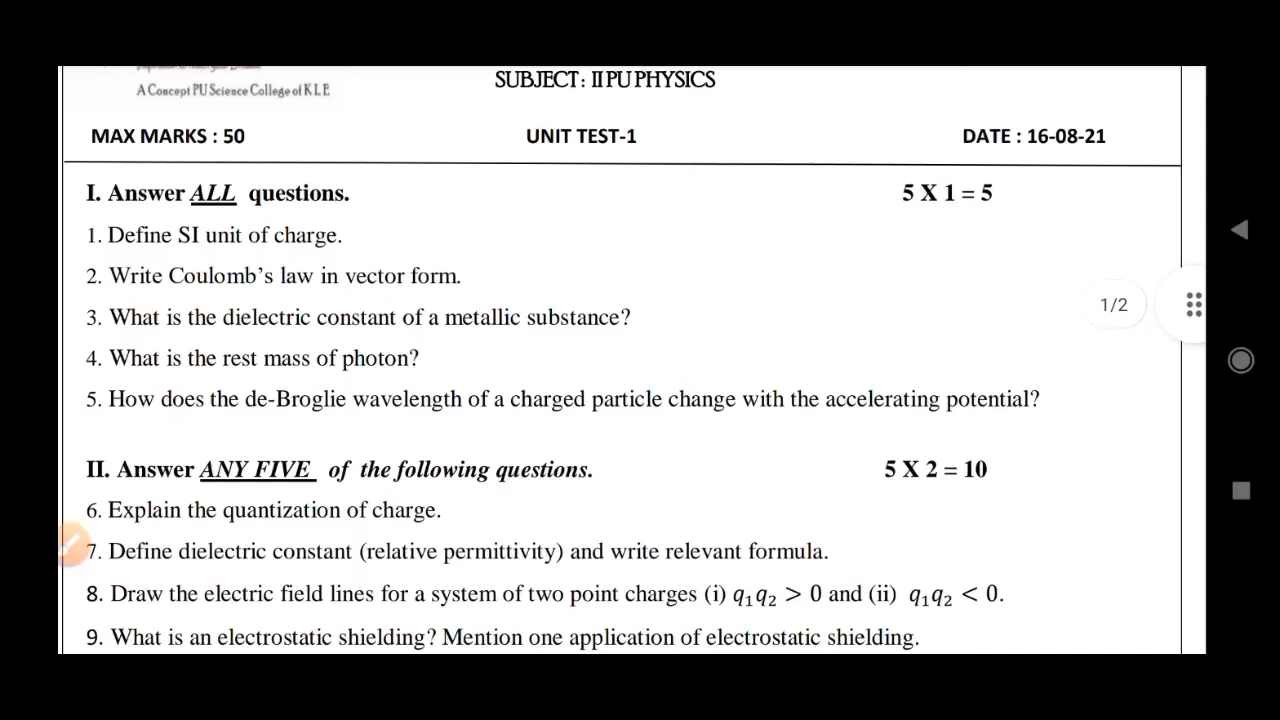 A Concept PU Science College of K L E
SUBJECT : II PU PHYSICS
MAX MARKS : 50 UNIT TEST-1 DATE : 16-08-21
I. Answer ALL questions. 5 X 1 = 5
1. Define SI unit of charge.
2. Write Coulomb’s law in vector form.
3. What is the dielectric constant of a metallic substance?
1/2
4. What is the rest mass of photon?
5. How does the de-Broglie wavelength of a charged particle change with the accelerating potential?
II. Answer ANY FIVE of the following questions. 5 X 2 = 10
6. Explain the quantization of charge.
7. Define dielectric constant (relative permittivity) and write relevant formula.
8. Draw the electric field lines for a system of two point charges (i) q₁q₂ > 0 and (ii) q₁q₂ < 0.
9. What is an electrostatic shielding? Mention one application of electrostatic shielding.